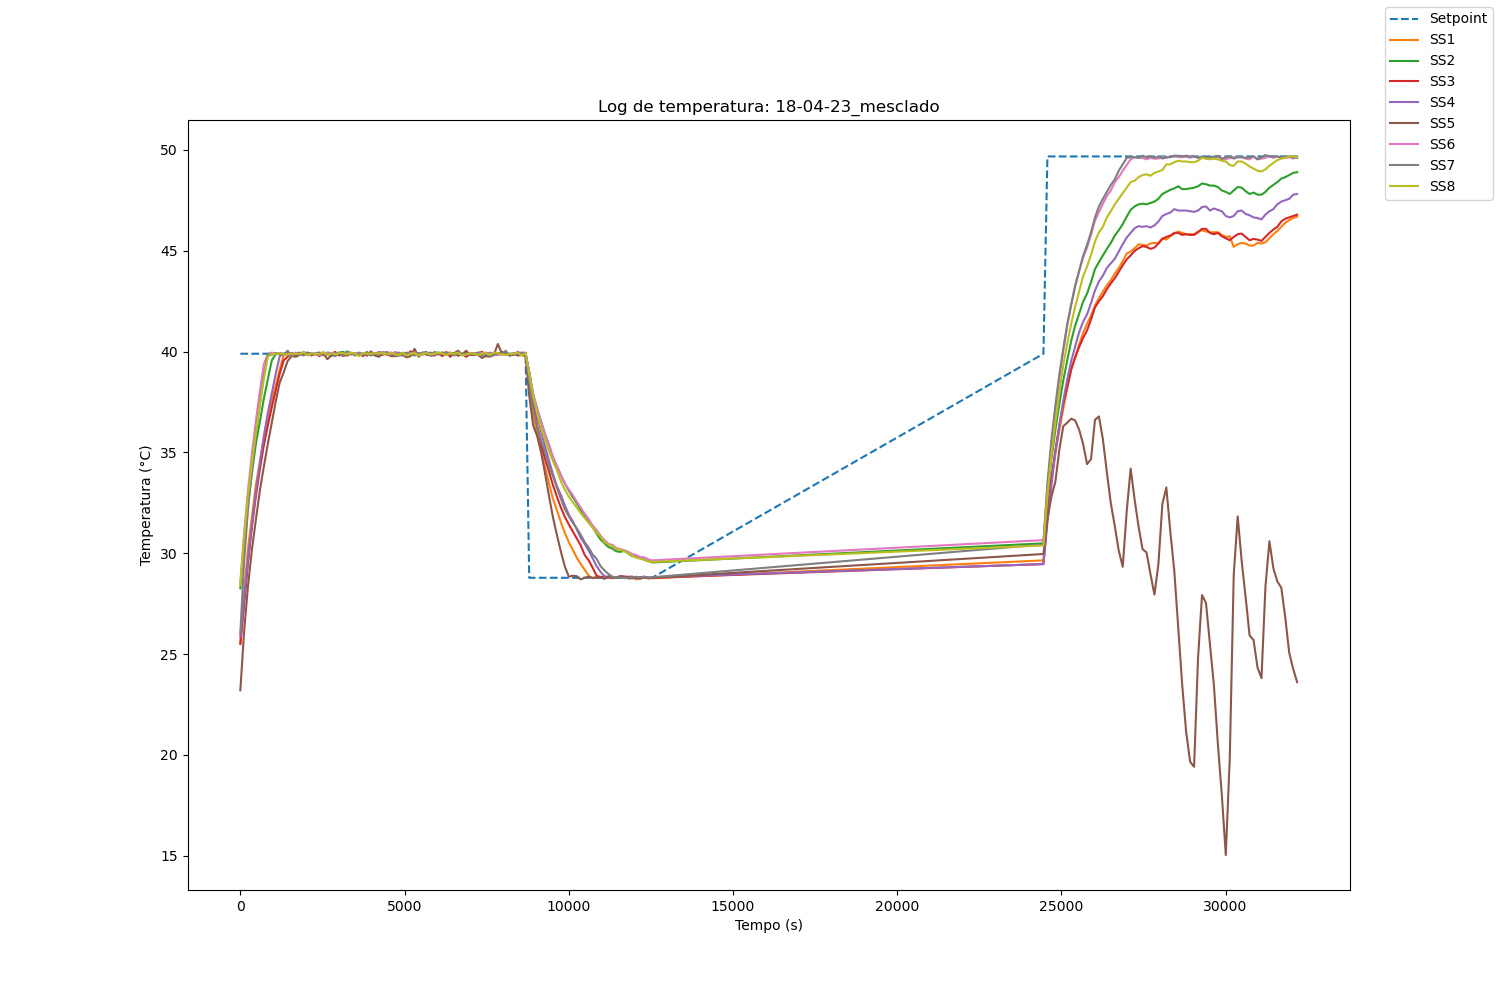 Setpoint
SS1
SS2
SS3
SS4
SS5
SS6
SS7
SS8
Log de temperatura: 18-04-23_mesclado
50
45
40
35
30
25
20
15
Temperatura (°C)
0 5000 10000 15000 20000 25000 30000
Tempo (s)